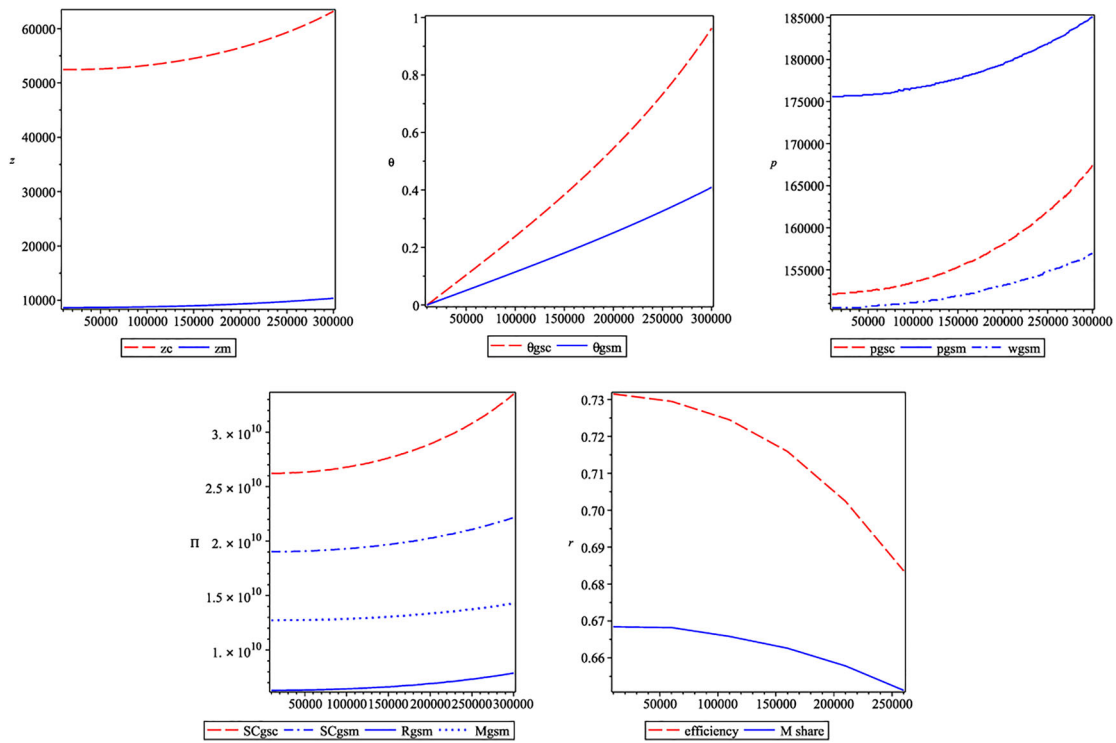 60000
50000
z
40000
30000
20000
10000
50000 100000 150000 200000 250000 300000
zc zm
1
0.8
0.6
θ
0.4
0.2
0
50000 100000 150000 200000 250000 300000
θgsc θgsm
185000
180000
175000
p
170000
165000
160000
155000
50000 100000 150000 200000 250000 300000
pgsc pgsm wgsm
3. × 10^10
2.5 × 10^10
Π 2. × 10^10
1.5 × 10^10
1. × 10^10
50000 100000 150000 200000 250000 300000
SCgsc SCgsm Rgsm Mgsm
0.73
0.72
0.71
0.70
r
0.69
0.68
0.67
0.66
50000 100000 150000 200000 250000
efficiency M share